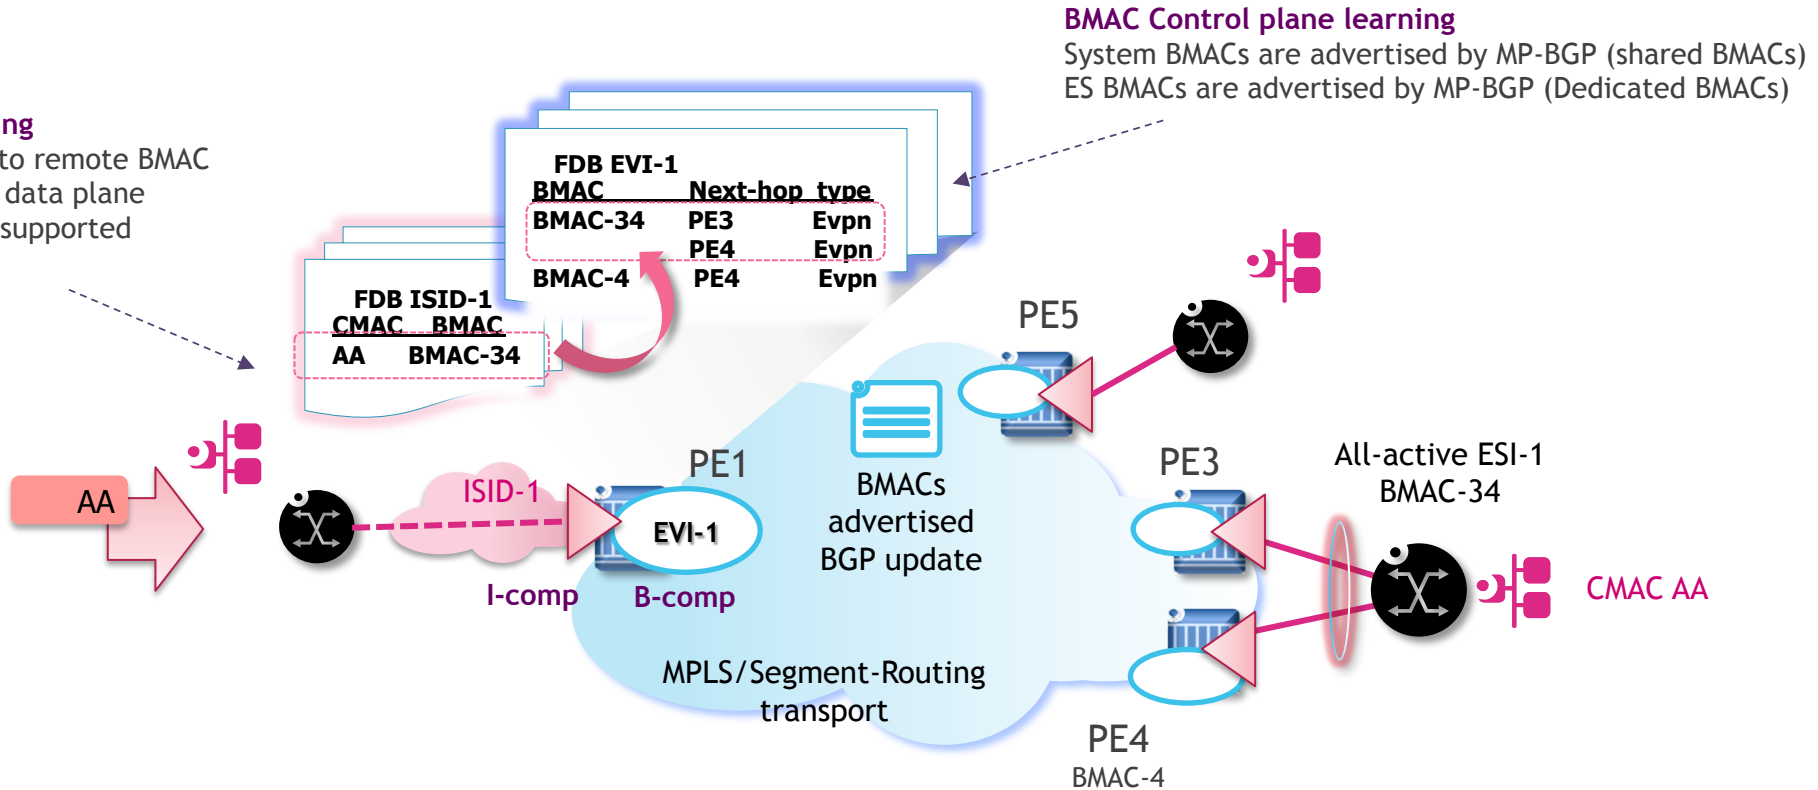 BMAC Control plane learning
System BMACs are advertised by MP-BGP (shared BMACs)
ES BMACs are advertised by MP-BGP (Dedicated BMACs)
ng
to remote BMAC
data plane
supported
FDB EVI-1
BMAC Next-hop type
BMAC-34 PE3 Evpn
PE4 Evpn
BMAC-4 PE4 Evpn
FDB ISID-1
CMAC BMAC
AA BMAC-34
PE5
PE1
PE3
All-active ESI-1
BMAC-34
AA
ISID-1
EVI-1
BMACs
advertised
BGP update
I-comp B-comp
CMAC AA
MPLS/Segment-Routing
transport
PE4
BMAC-4